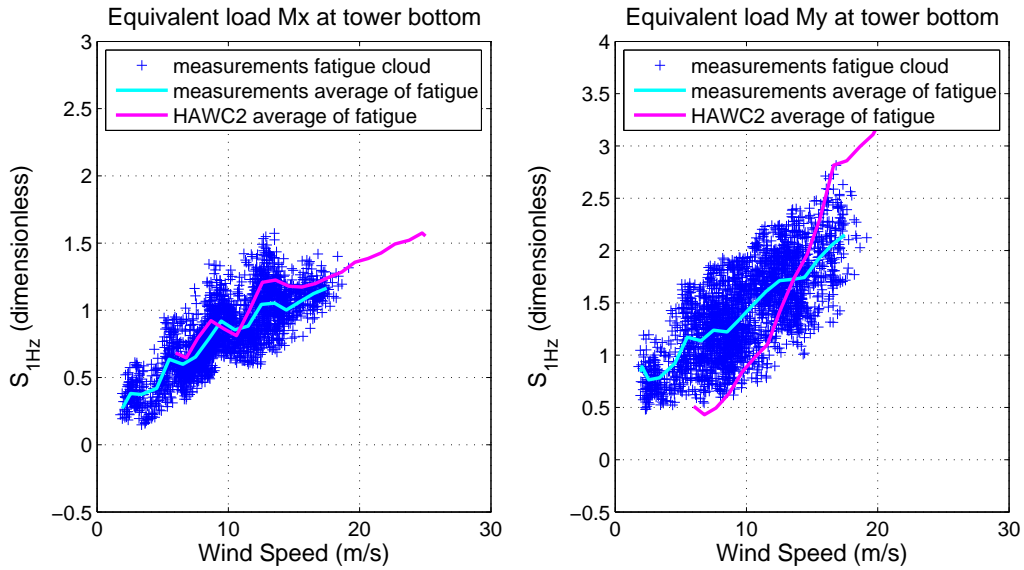 Equivalent load Mx at tower bottom
3
2.5
2
1.5
1
0.5
0
−0.5
S1Hz (dimensionless)
measurements fatigue cloud
measurements average of fatigue
HAWC2 average of fatigue
0 10 20 30
Wind Speed (m/s)
Equivalent load My at tower bottom
4
3.5
3
2.5
2
1.5
1
0.5
0
−0.5
S1Hz (dimensionless)
measurements fatigue cloud
measurements average of fatigue
HAWC2 average of fatigue
0 10 20 30
Wind Speed (m/s)